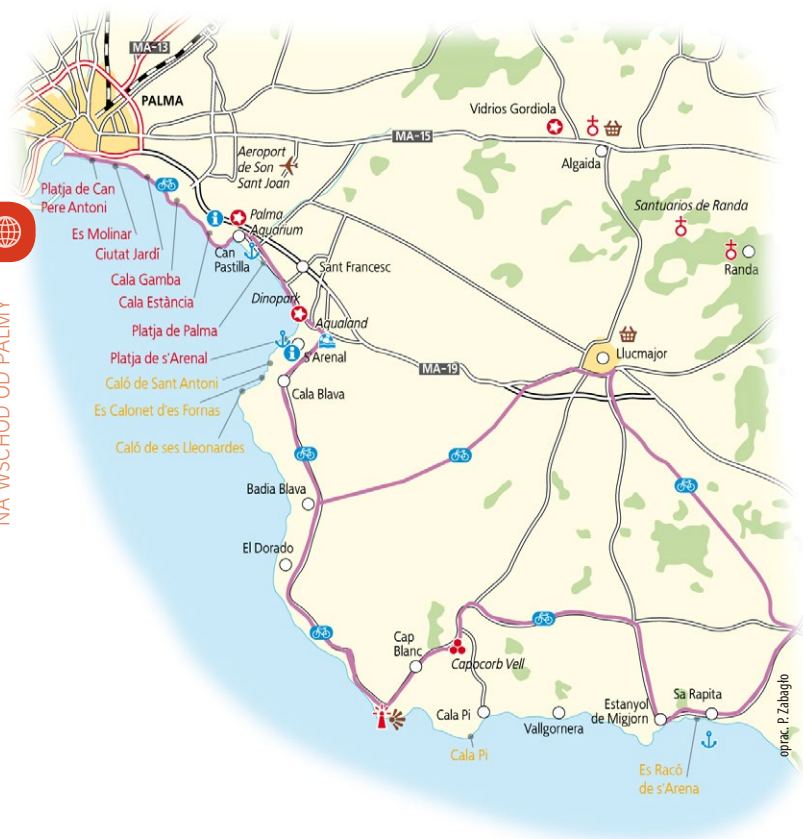 MA-13
PALMA
Vidrios Gordiola
MA-15
Algaida
Aeroport
de Son
Sant Joan
Platja de Can
Pere Antoni
Santuarios de Randa
Palma
Aquarium
Es Molinar
Ciutat Jardí
Can
Pastilla
Randa
Sant Francesc
Cala Gamba
Cala Estància
Dinopark
Platja de Palma
Aqualand
Platja de s'Arenal
S'Arenal
Llucmajor
MA-19
Caló de Sant Antoni
Cala Blava
Es Calonet d'es Fornas
Caló de ses Lleonardes
Badia Blava
El Dorado
Cap
Blanc
Capocorb Vell
Sa Rapita
Cala Pi
Estanyol
de Migjorn
Vallgornera
Cala Pi
Es Racó
de s'Arena
NA WSCHÓD OD PALMY
oprac. P. Zabagło